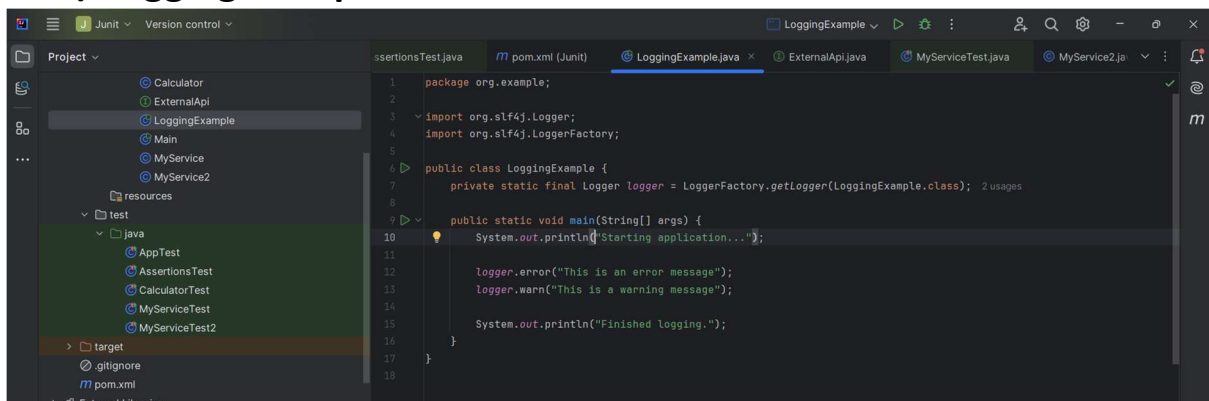 J Junit Version control LoggingExample
Project
ssertionsTest.java
m pom.xml (Junit)
LoggingExample.java
ExternalApi.java
MyServiceTest.java
MyService2.ja
Calculator
ExternalApi
LoggingExample
Main
MyService
MyService2
resources
test
java
AppTest
AssertionsTest
CalculatorTest
MyServiceTest
MyServiceTest2
target
.gitignore
m pom.xml
1 package org.example;
2
3 import org.slf4j.Logger;
4 import org.slf4j.LoggerFactory;
5
6 public class LoggingExample {
7 private static final Logger logger = LoggerFactory.getLogger(LoggingExample.class); 2 usages
8
9 public static void main(String[] args) {
10 System.out.println("Starting application...");
11
12 logger.error("This is an error message");
13 logger.warn("This is a warning message");
14
15 System.out.println("Finished logging.");
16 }
17 }
18
m